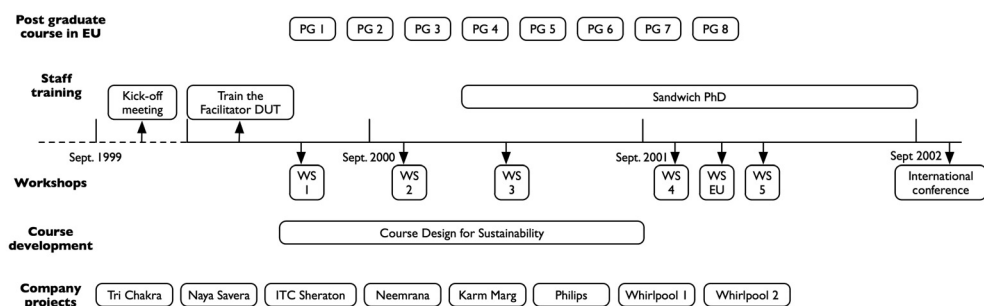 Post graduate
course in EU
PG 1 PG 2 PG 3 PG 4 PG 5 PG 6 PG 7 PG 8
Staff
training
Kick-off
meeting
Train the
Facilitator DUT
Sandwich PhD
Sept. 1999 Sept. 2000 Sept. 2001 Sept 2002
Workshops
WS
1
WS
2
WS
3
WS
4
WS
EU
WS
5
International
conference
Course
development
Course Design for Sustainability
Company
projects
Tri Chakra Naya Savera ITC Sheraton Neemrana Karm Marg Philips Whirlpool 1 Whirlpool 2